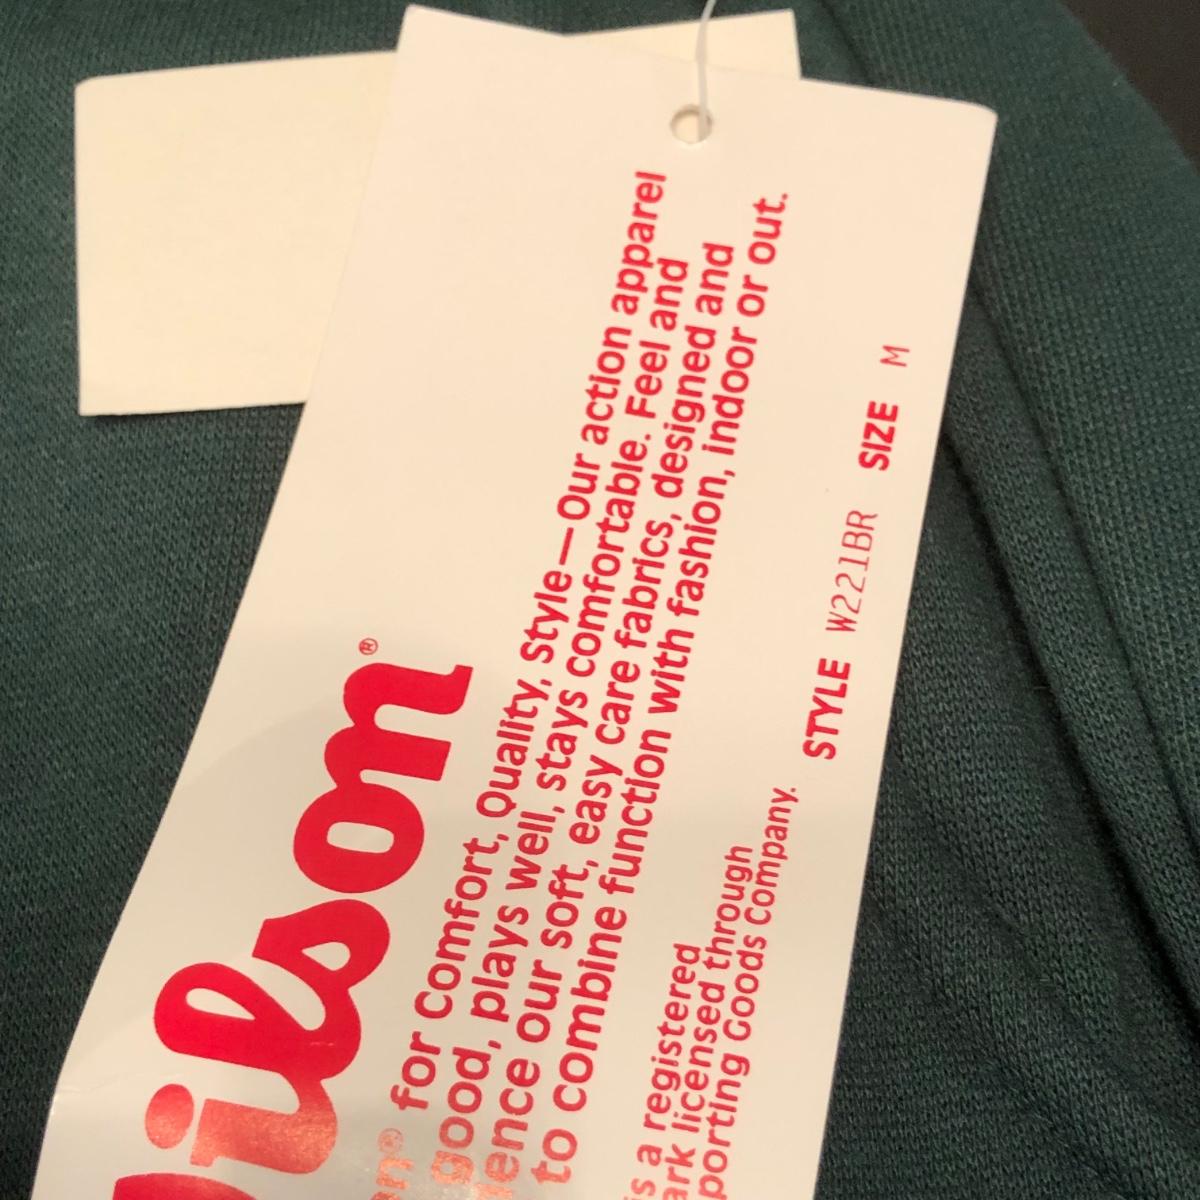 ilson®
® for Comfort, Quality, Style—Our action apparel
good, plays well, stays comfortable. Feel and
ence our soft, easy care fabrics, designed and
to combine function with fashion, indoor or out.
is a registered
ark licensed through
porting Goods Company.
STYLE W221BR SIZE M